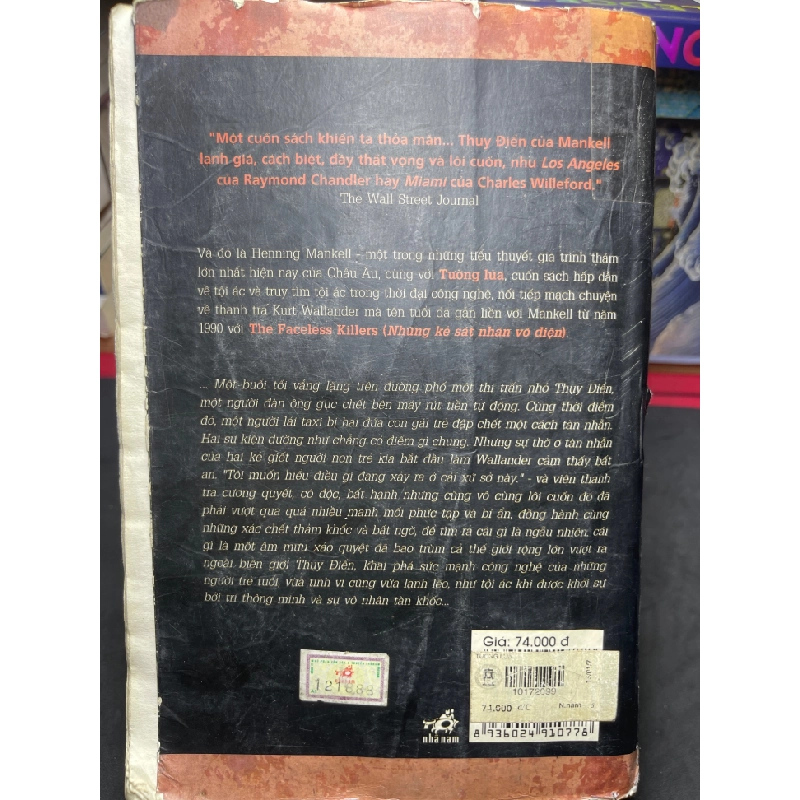 "Một cuốn sách khiến ta thỏa mãn... Thụy Điển của Mankell
lạnh giá, cách biệt, đầy thất vọng và lôi cuốn, như Los Angeles
của Raymond Chandler hay Miami của Charles Willeford."
The Wall Street Journal
Và đó là Henning Mankell - một trong những tiểu thuyết gia trinh thám
lớn nhất hiện nay của Châu Âu, cùng với Tường lửa, cuốn sách hấp dẫn
về tội ác và truy tìm tội ác trong thời đại công nghệ, nối tiếp mạch chuyện
về thanh tra Kurt Wallander mà tên tuổi đã gắn liền với Mankell từ năm
1990 với The Faceless Killers (Những kẻ sát nhân vô diện).
... Một buổi tối vắng lặng trên đường phố một thị trấn nhỏ Thụy Điển,
một người đàn ông gục chết bên máy rút tiền tự động. Cùng thời điểm
đó, một người lái taxi bị hai đứa con gái trẻ đập chết một cách tàn nhẫn.
Hai sự kiện dường như chẳng có điểm gì chung. Nhưng sự thờ ơ tàn nhẫn
của hai kẻ giết người non trẻ kia bắt đầu làm Wallander cảm thấy bất
an. "Tôi muốn hiểu điều gì đang xảy ra ở cái xứ sở này." - và viên thanh
tra cương quyết, cô độc, bất hạnh nhưng cũng vô cùng lôi cuốn đó đã
phải vượt qua quá nhiều mảnh mối phức tạp và bí ẩn, đồng hành cùng
những xác chết thảm khốc và bất ngờ, để tìm ra cái gì là ngẫu nhiên, cái
gì là một âm mưu xảo quyệt đã bao trùm cả thế giới rộng lớn vượt ra
ngoài biên giới Thụy Điển, khai phá sức mạnh công nghệ của những
người trẻ tuổi, vừa tinh vi cũng vừa lạnh lẽo, như tội ác khi được khơi sự
bởi trí thông minh và sự vô nhân tàn khốc...
Giá: 74.000 đ
10172089
121688
nhã nam
8 936024 910776